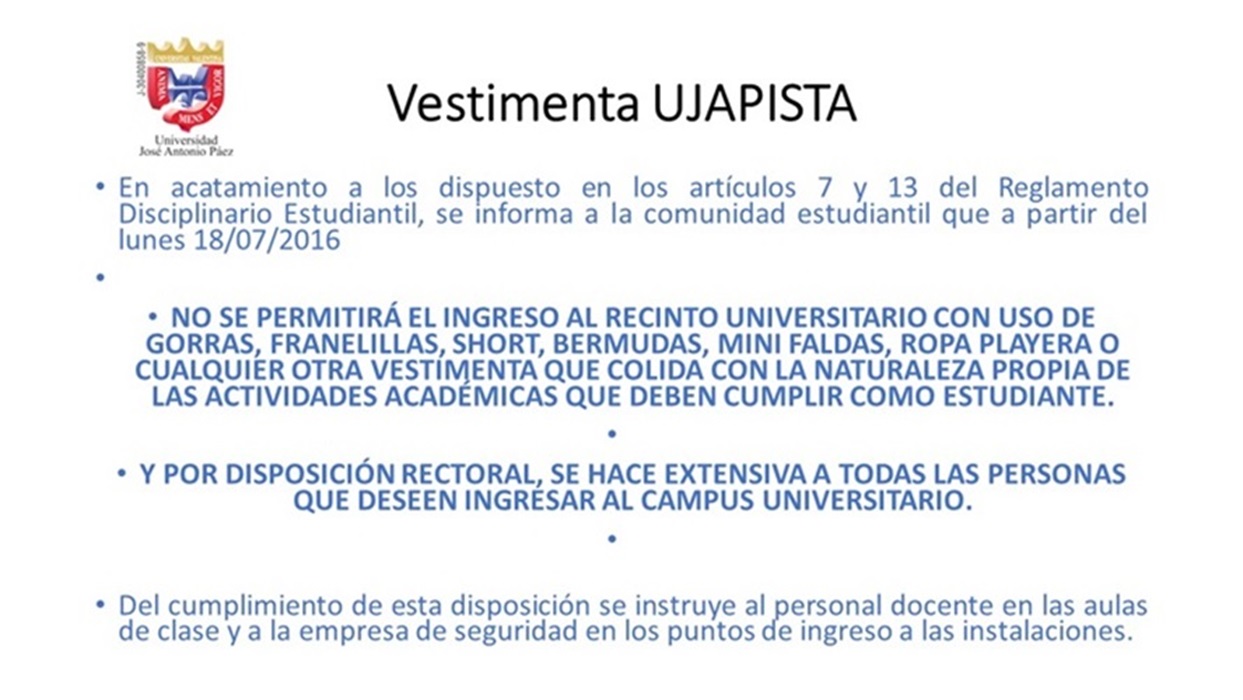 J-30400858-9
ANIMA
MENS ET
VIGOR
Universidad
José Antonio Páez
Vestimenta UJAPISTA
• En acatamiento a los dispuesto en los artículos 7 y 13 del Reglamento
Disciplinario Estudiantil, se informa a la comunidad estudiantil que a partir del
lunes 18/07/2016
•
• NO SE PERMITIRÁ EL INGRESO AL RECINTO UNIVERSITARIO CON USO DE
GORRAS, FRANELILLAS, SHORT, BERMUDAS, MINI FALDAS, ROPA PLAYERA O
CUALQUIER OTRA VESTIMENTA QUE COLIDA CON LA NATURALEZA PROPIA DE
LAS ACTIVIDADES ACADÉMICAS QUE DEBEN CUMPLIR COMO ESTUDIANTE.
•
• Y POR DISPOSICIÓN RECTORAL, SE HACE EXTENSIVA A TODAS LAS PERSONAS
QUE DESEEN INGRESAR AL CAMPUS UNIVERSITARIO.
•
• Del cumplimiento de esta disposición se instruye al personal docente en las aulas
de clase y a la empresa de seguridad en los puntos de ingreso a las instalaciones.